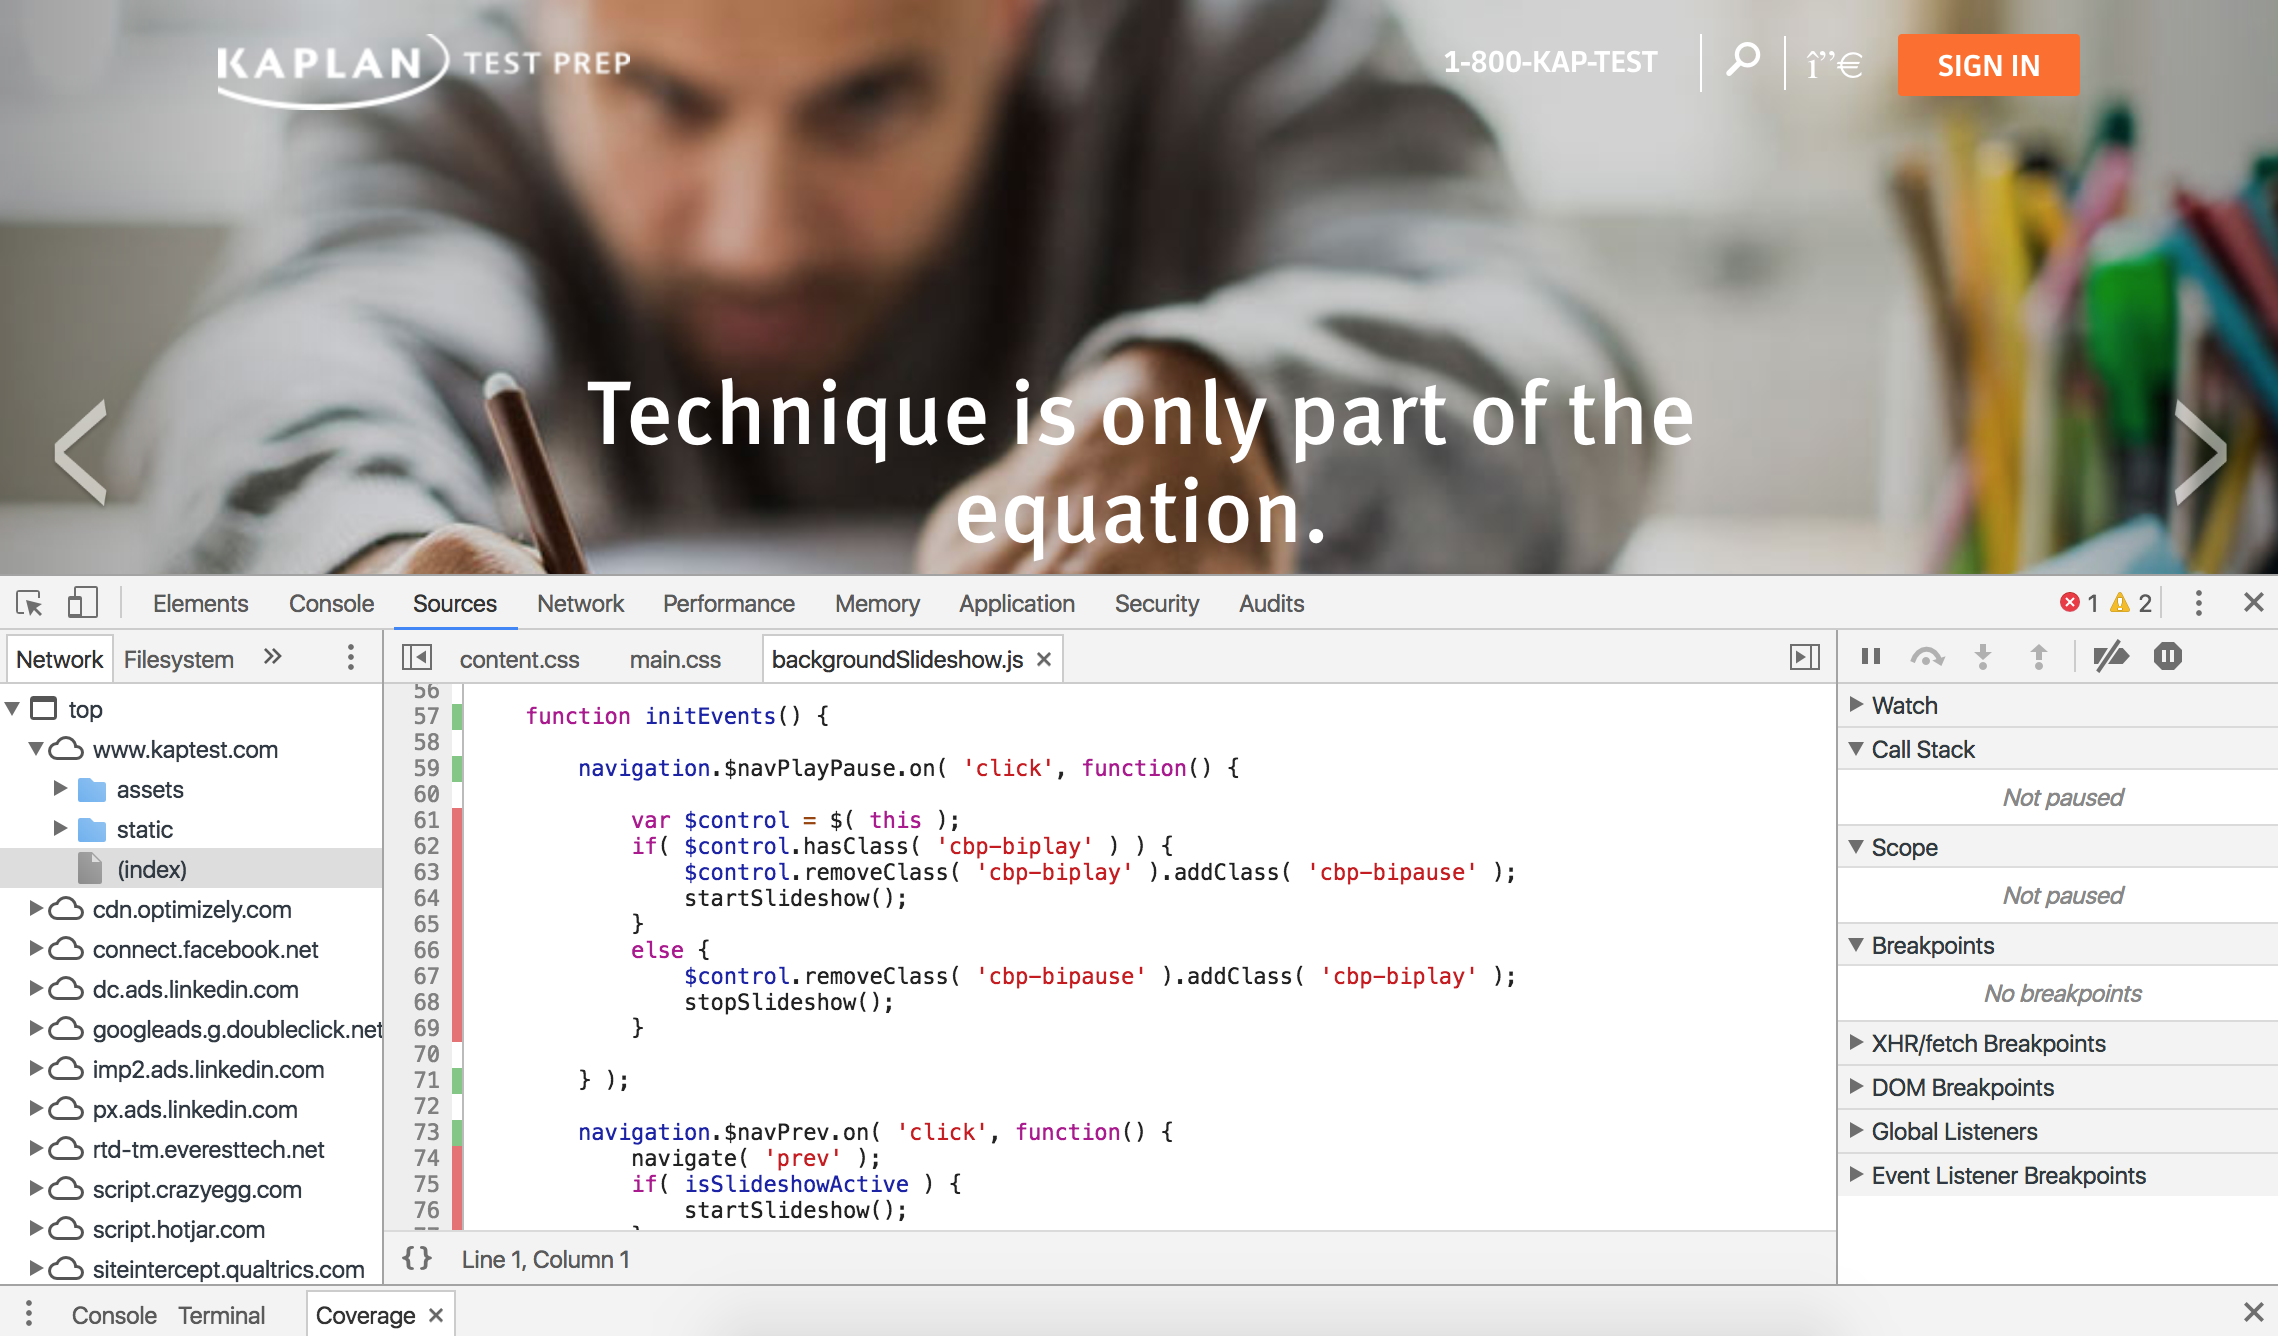 KAPLAN TEST PREP
1-800-KAP-TEST
î”€
SIGN IN
Technique is only part of the
equation.
Elements Console Sources Network Performance Memory Application Security Audits
1 2
Network Filesystem »
top
www.kaptest.com
assets
static
(index)
cdn.optimizely.com
connect.facebook.net
dc.ads.linkedin.com
googleads.g.doubleclick.net
imp2.ads.linkedin.com
px.ads.linkedin.com
rtd-tm.everesttech.net
script.crazyegg.com
script.hotjar.com
siteintercept.qualtrics.com
content.css main.css backgroundSlideshow.js ×
56
57 function initEvents() {
58
59 navigation.$navPlayPause.on( 'click', function() {
60
61 var $control = $( this );
62 if( $control.hasClass( 'cbp-biplay' ) ) {
63 $control.removeClass( 'cbp-biplay' ).addClass( 'cbp-bipause' );
64 startSlideshow();
65 }
66 else {
67 $control.removeClass( 'cbp-bipause' ).addClass( 'cbp-biplay' );
68 stopSlideshow();
69 }
70
71 } );
72
73 navigation.$navPrev.on( 'click', function() {
74 navigate( 'prev' );
75 if( isSlideshowActive ) {
76 startSlideshow();
{} Line 1, Column 1
Watch
Call Stack
Not paused
Scope
Not paused
Breakpoints
No breakpoints
XHR/fetch Breakpoints
DOM Breakpoints
Global Listeners
Event Listener Breakpoints
Console Terminal Coverage ×